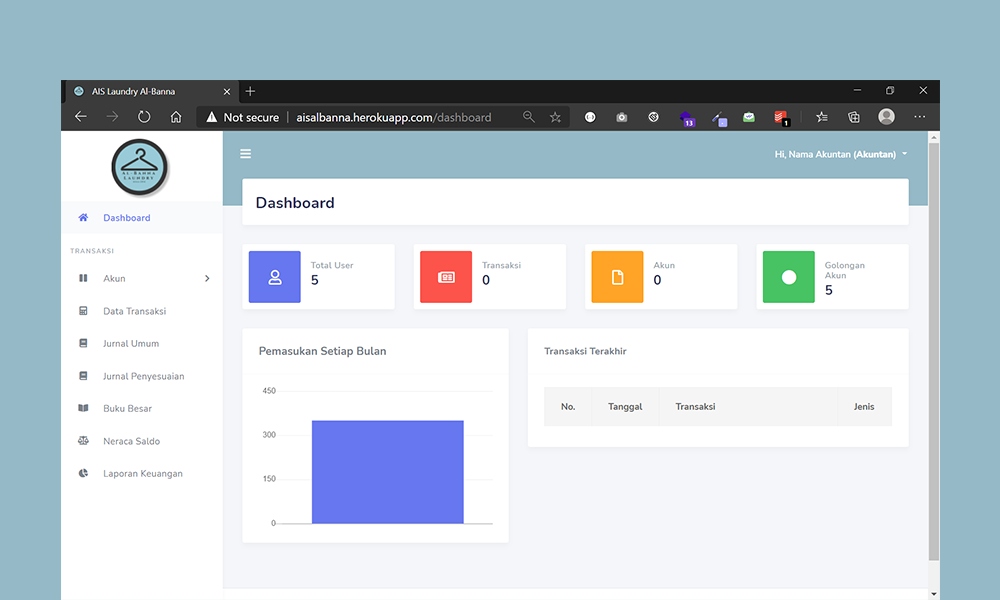 AIS Laundry Al-Banna
Not secure
aisalbanna.herokuapp.com/dashboard
13
1
AL-BANNA
LAUNDRY
Hi, Nama Akuntan (Akuntan)
Dashboard
Dashboard
TRANSAKSI
Akun
Data Transaksi
Jurnal Umum
Jurnal Penyesuaian
Buku Besar
Neraca Saldo
Laporan Keuangan
Total User
5
Transaksi
0
Akun
0
Golongan
Akun
5
Pemasukan Setiap Bulan
450
300
150
0
Transaksi Terakhir
No. Tanggal Transaksi Jenis